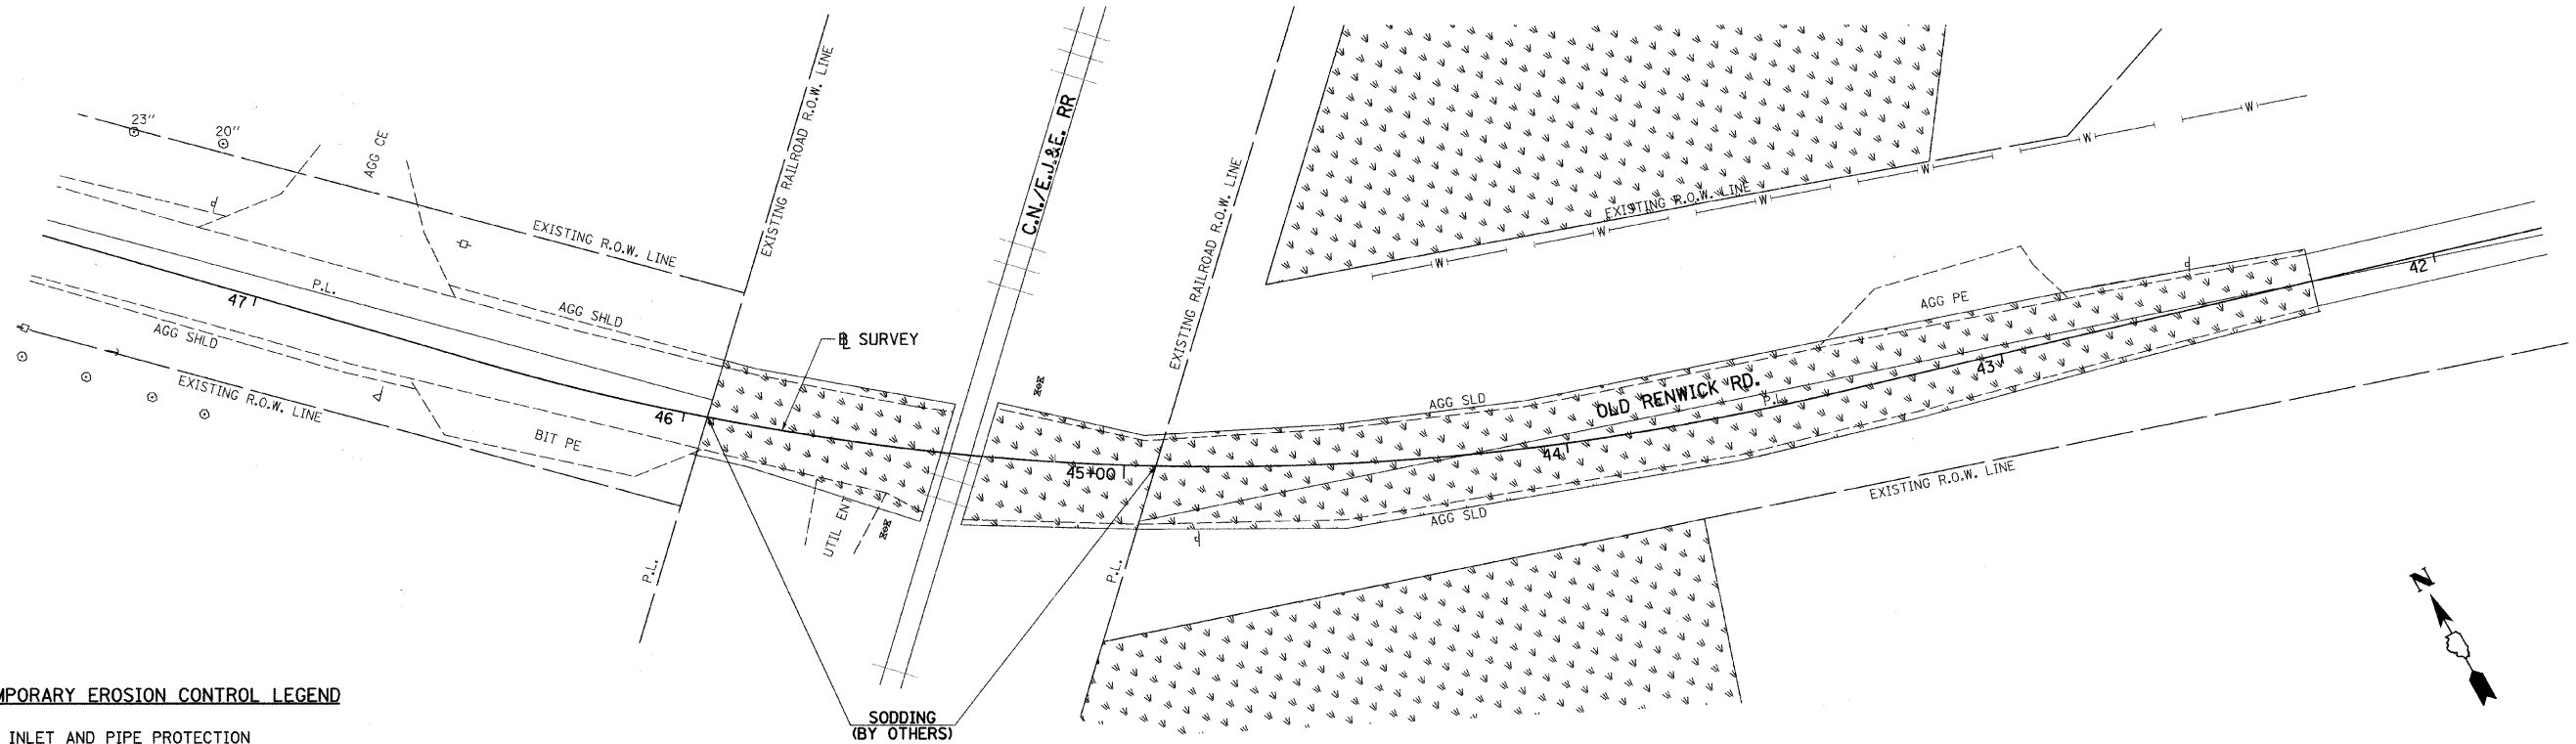 23"
20"
AGG CE
EXISTING RAILROAD R.O.W. LINE
C.N./E.J.&E. RR
EXISTING RAILROAD R.O.W. LINE
EXISTING R.O.W. LINE
EXISTING R.O.W. LINE
W
W
W
W
W
W
P.L.
47
AGG SHLD
AGG SHLD
EXISTING R.O.W. LINE
BIT PE
46
B SURVEY
UTIL ENT
P.L.
45+00
P.L.
AGG SLD
AGG SLD
44
OLD RENWICK RD.
P.L.
43
AGG PE
42
EXISTING R.O.W. LINE
N
SODDING
(BY OTHERS)
MPORARY EROSION CONTROL LEGEND
INLET AND PIPE PROTECTION